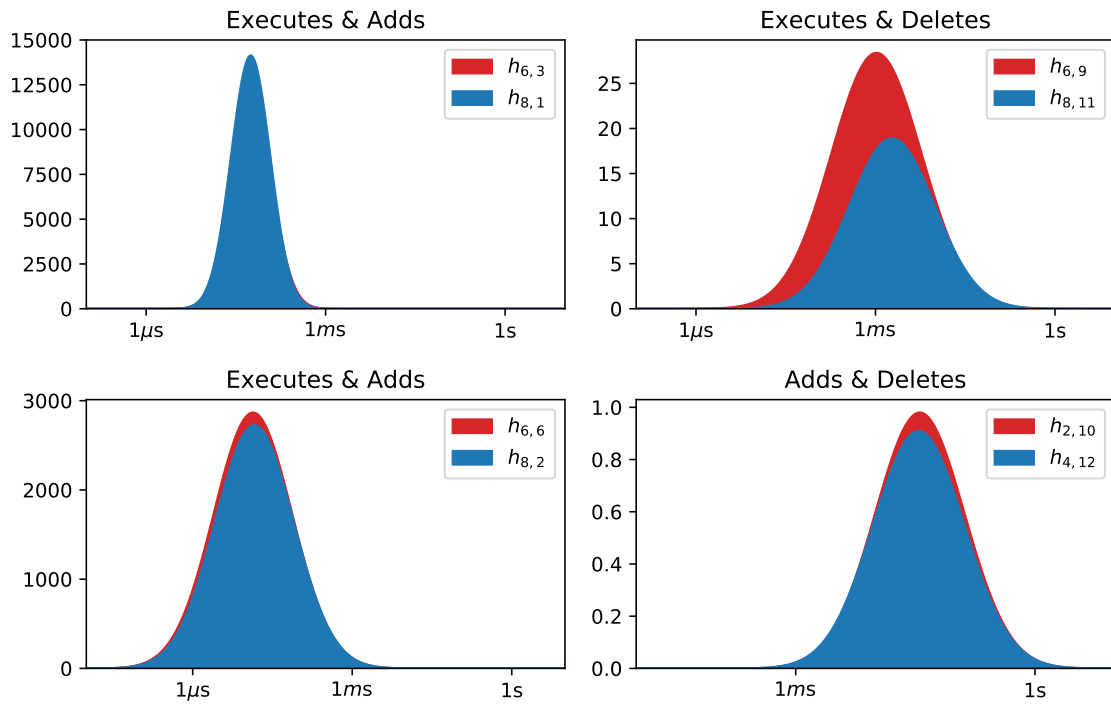 Executes & Adds
15000
12500
10000
7500
5000
2500
0
1μs
1ms
1s
h6,3
h8,1
Executes & Deletes
25
20
15
10
5
0
1μs
1ms
1s
h6,9
h8,11
Executes & Adds
3000
2000
1000
0
1μs
1ms
1s
h6,6
h8,2
Adds & Deletes
1.0
0.8
0.6
0.4
0.2
0.0
1ms
1s
h2,10
h4,12